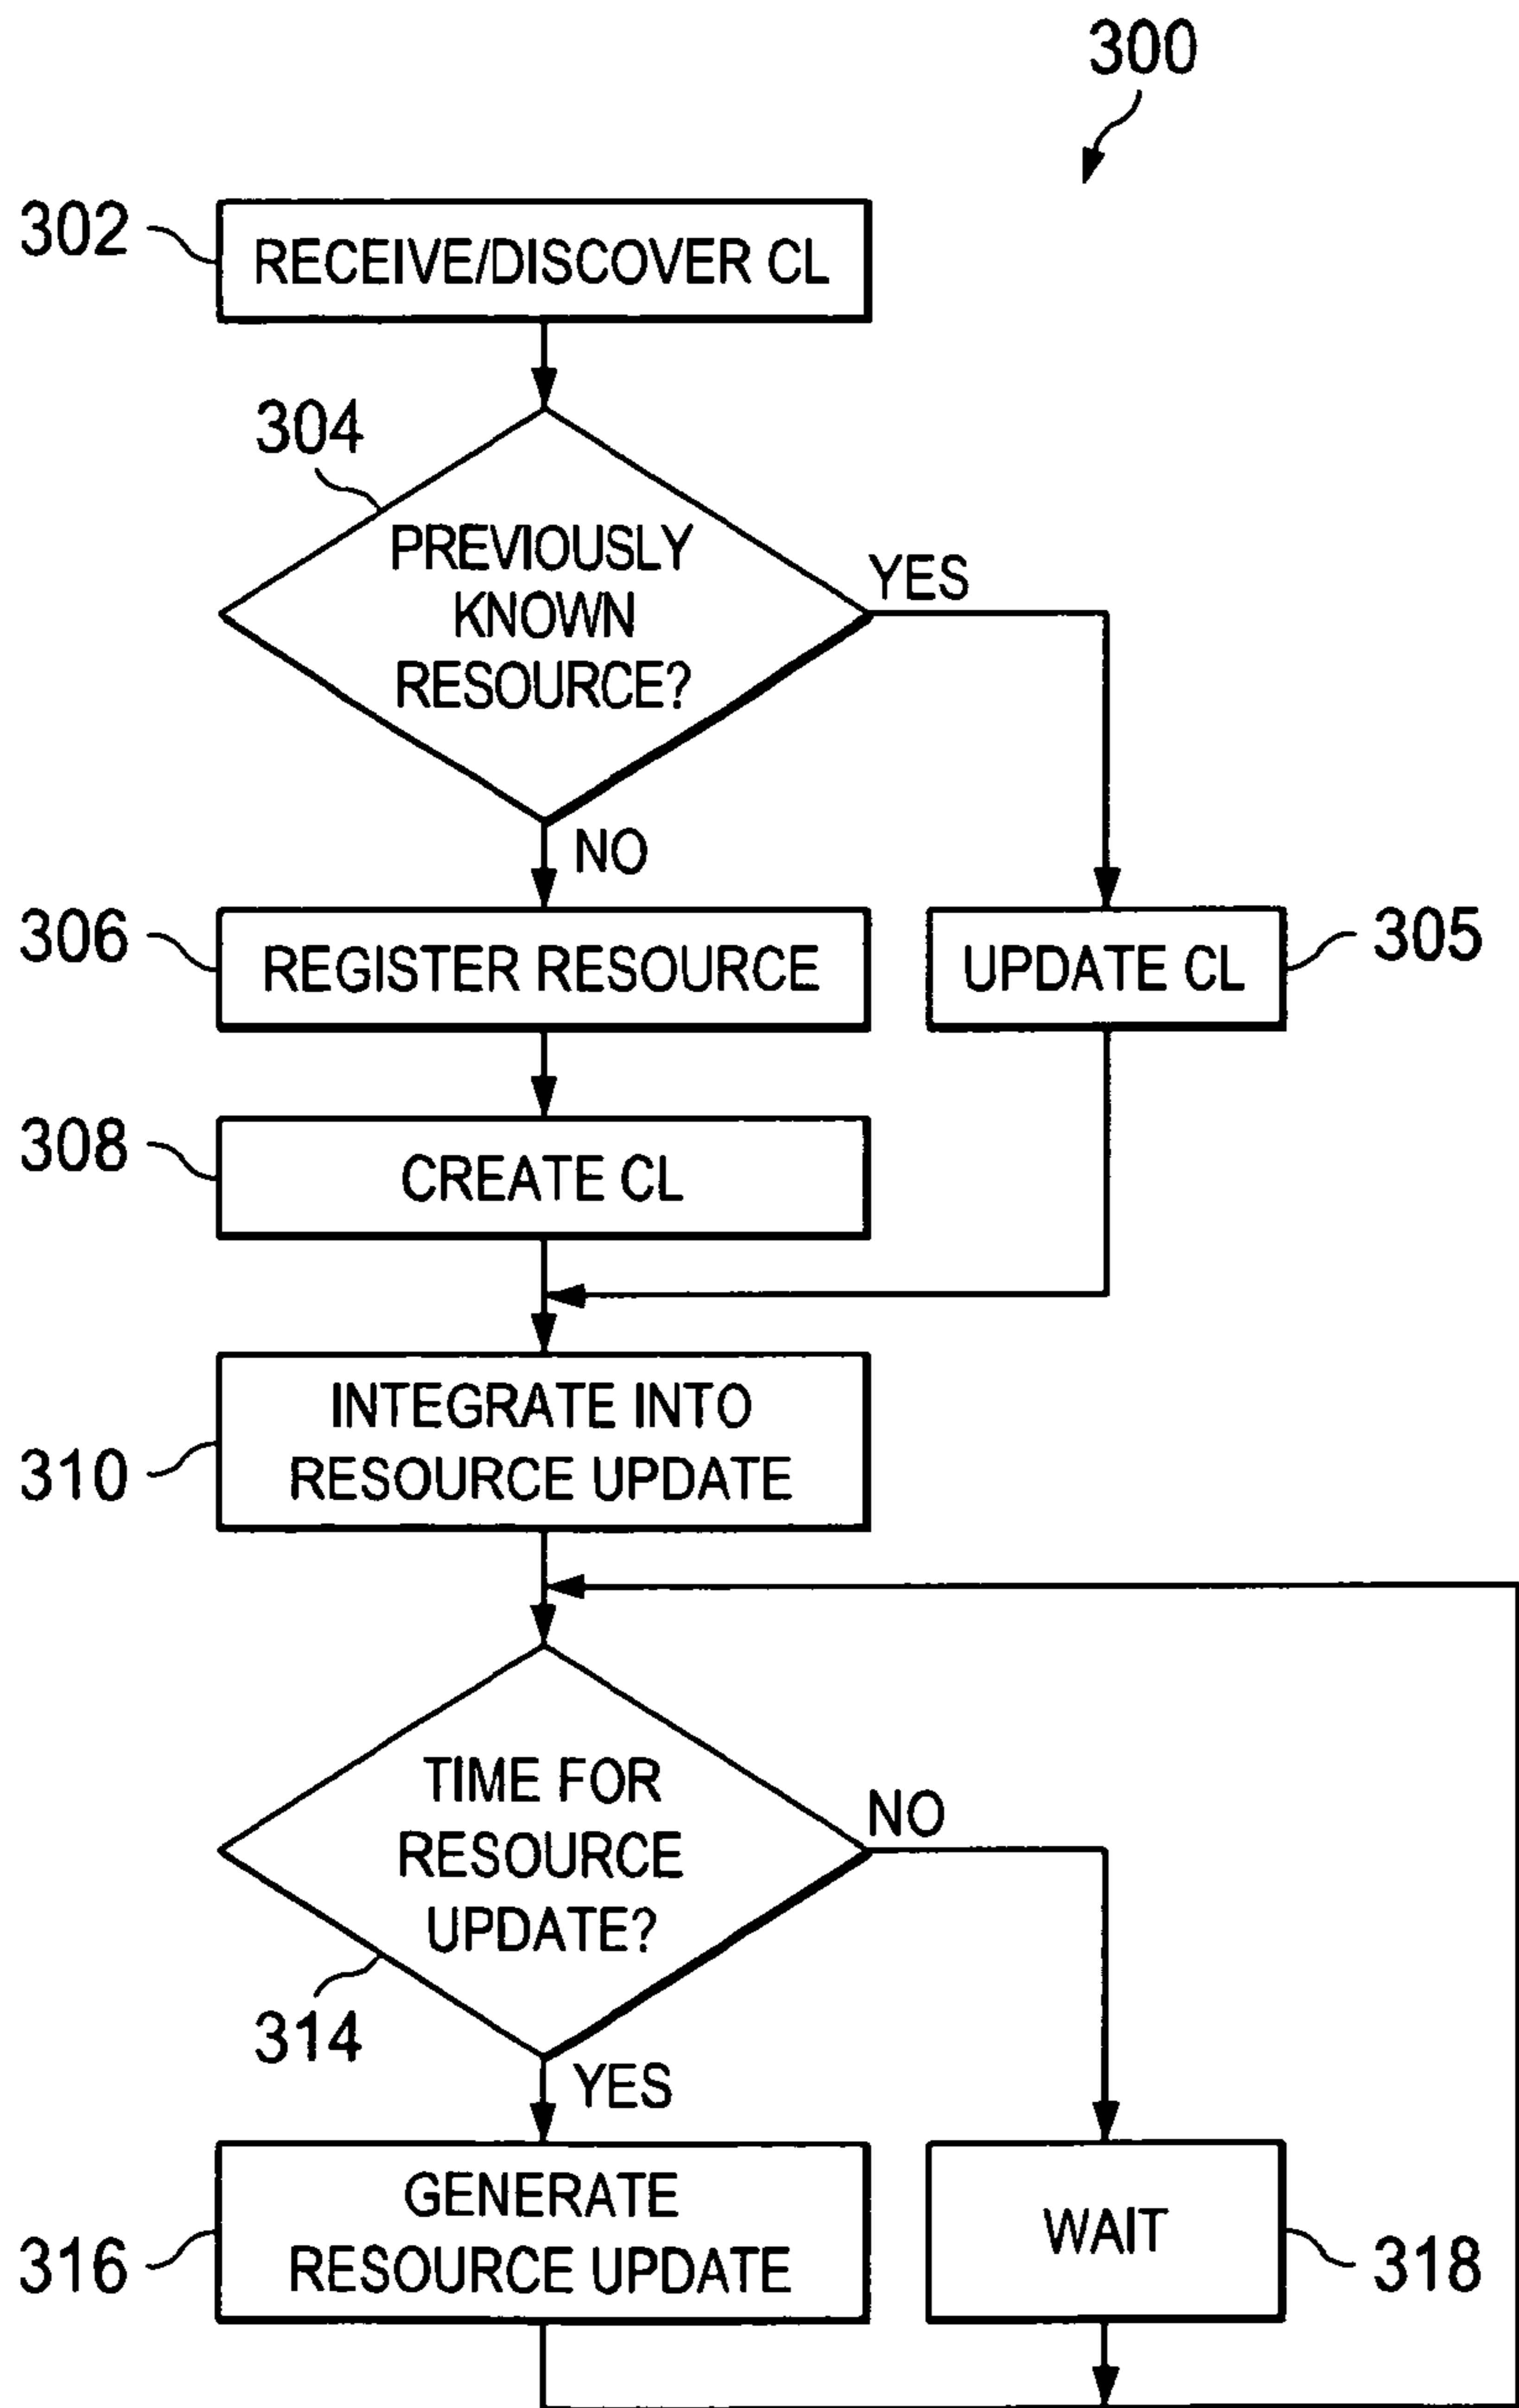 300
302
RECEIVE/DISCOVER CL
304
PREVIOUSLY
KNOWN
RESOURCE?
YES
NO
306
REGISTER RESOURCE
UPDATE CL
305
308
CREATE CL
310
INTEGRATE INTO
RESOURCE UPDATE
TIME FOR
RESOURCE
UPDATE?
NO
314
YES
316
GENERATE
RESOURCE UPDATE
WAIT
318